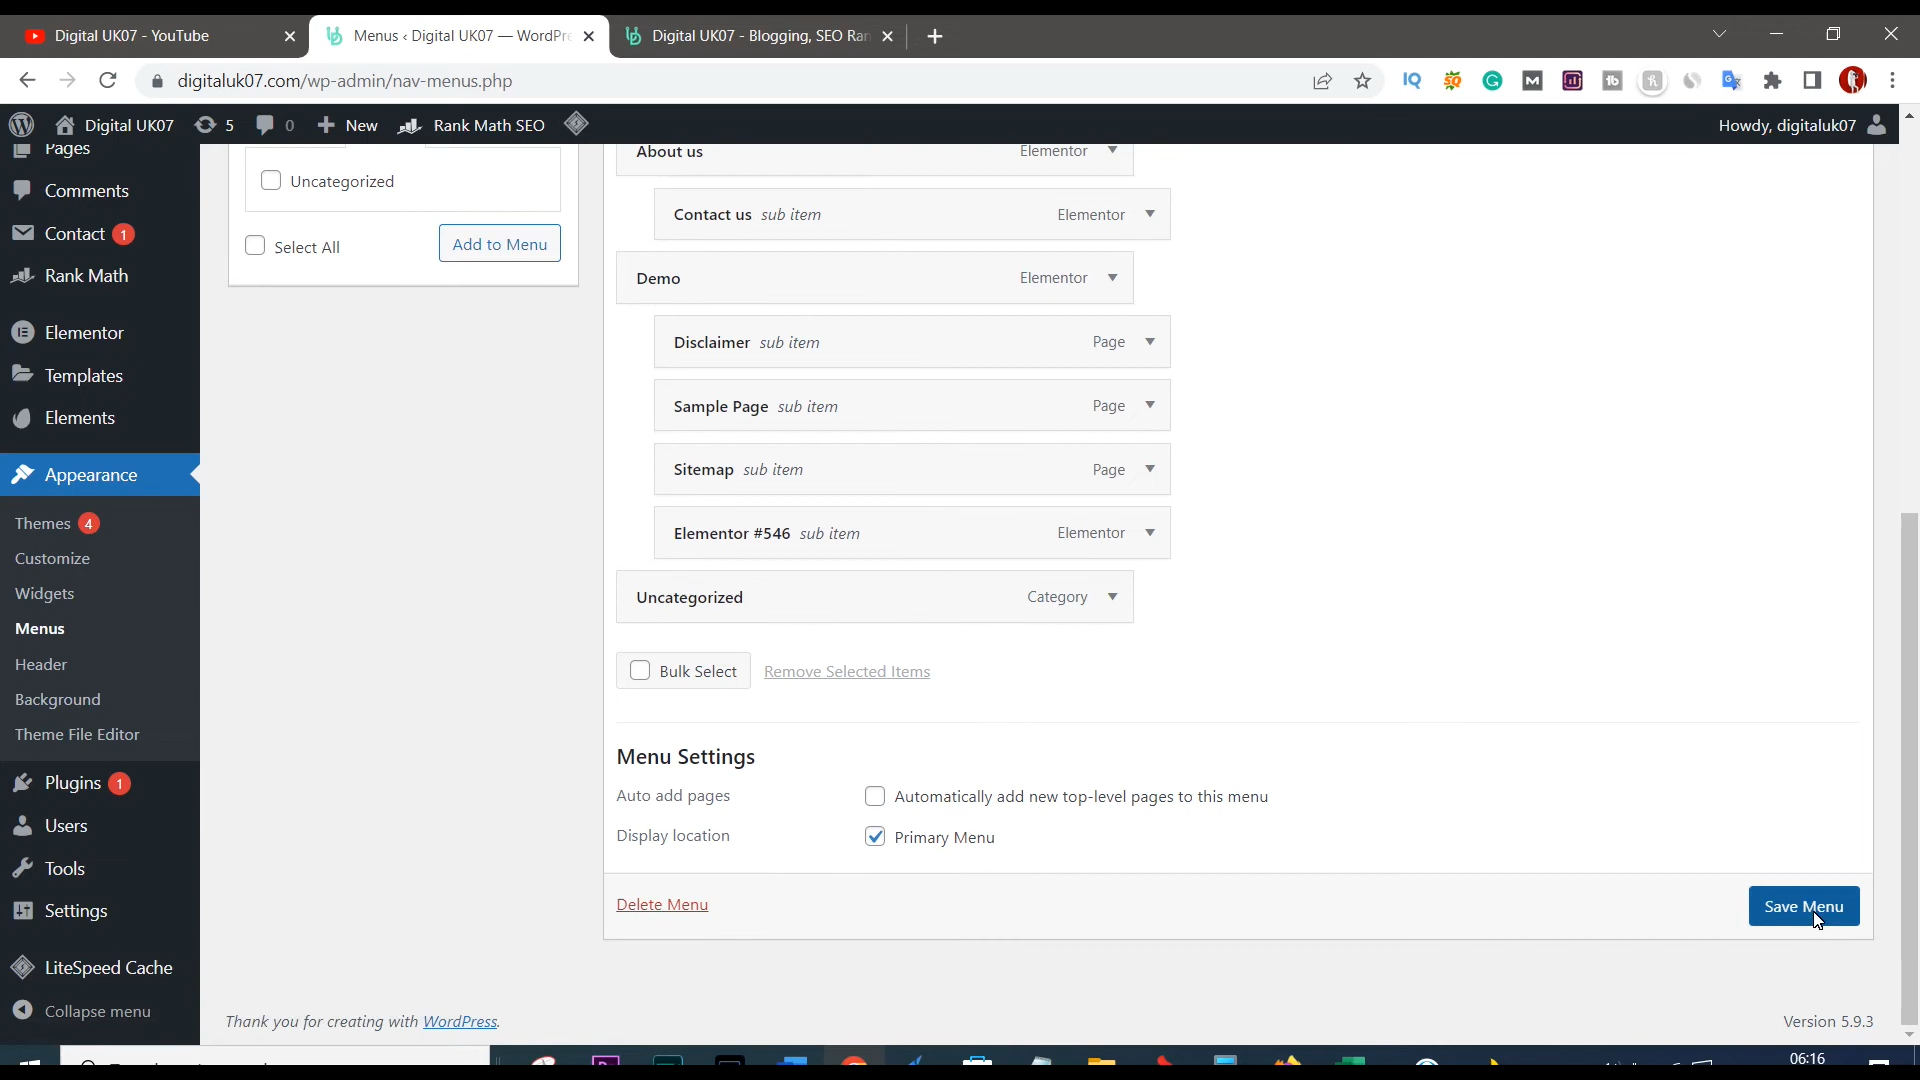 Digital UK07 - YouTube
Menus ‹ Digital UK07 — WordPre
Digital UK07 - Blogging, SEO Ran
digitaluk07.com/wp-admin/nav-menus.php
Digital UK07
5
0
New
Rank Math SEO
Howdy, digitaluk07
Pages
Comments
Contact 1
Rank Math
Elementor
Templates
Elements
Appearance
Themes 4
Customize
Widgets
Menus
Header
Background
Theme File Editor
Plugins 1
Users
Tools
Settings
LiteSpeed Cache
Collapse menu
Uncategorized
Select All
Add to Menu
About us Elementor
Contact us sub item Elementor
Demo Elementor
Disclaimer sub item Page
Sample Page sub item Page
Sitemap sub item Page
Elementor #546 sub item Elementor
Uncategorized Category
Bulk Select Remove Selected Items
Menu Settings
Auto add pages Automatically add new top-level pages to this menu
Display location Primary Menu
Delete Menu
Save Menu
Thank you for creating with WordPress.
Version 5.9.3
06:16